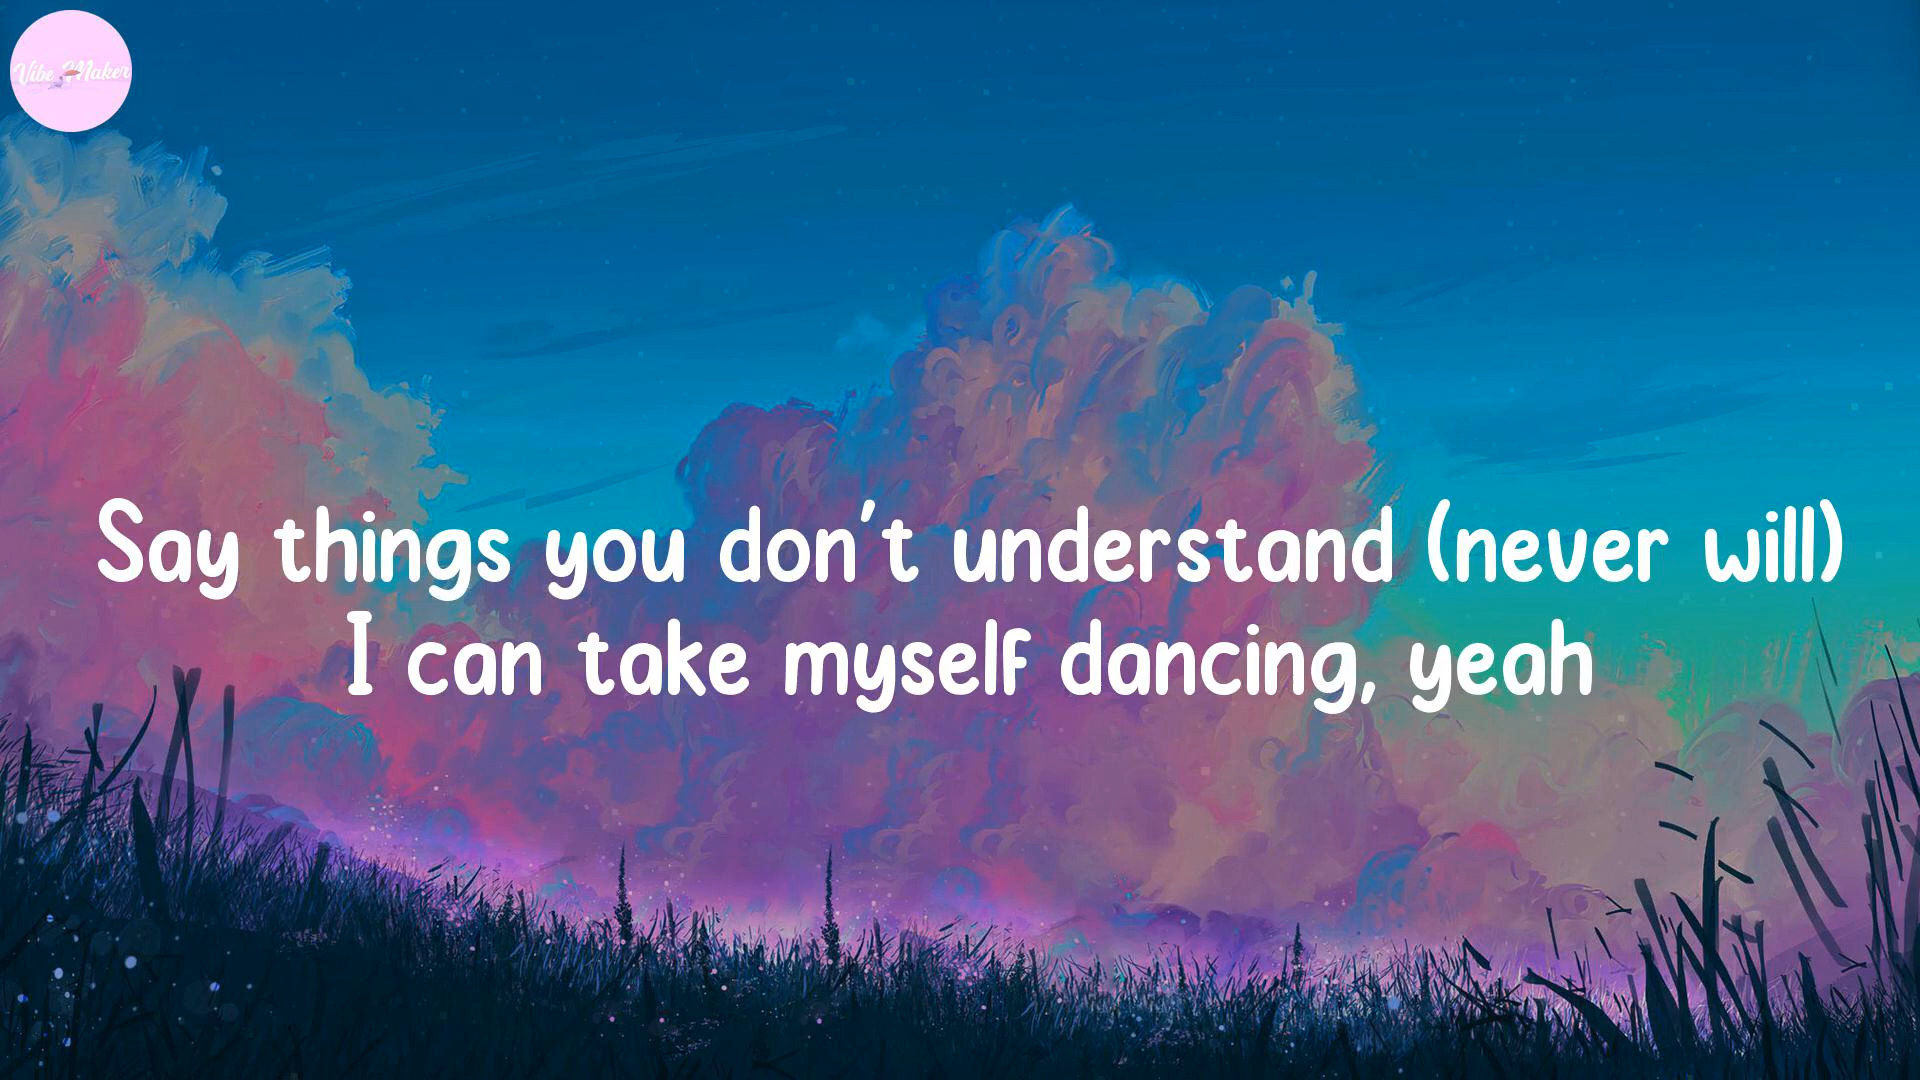 Vibe Maker
Say things you don't understand (never will)
I can take myself dancing, yeah